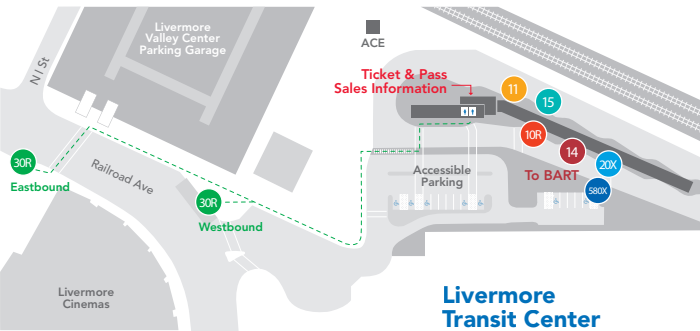 Livermore
Valley Center
Parking Garage
N I St
ACE
Ticket & Pass
Sales Information
11
15
10R
14
20X
To BART
580X
Accessible
Parking
30R
Eastbound
Railroad Ave
30R
Westbound
Livermore
Cinemas
Livermore
Transit Center